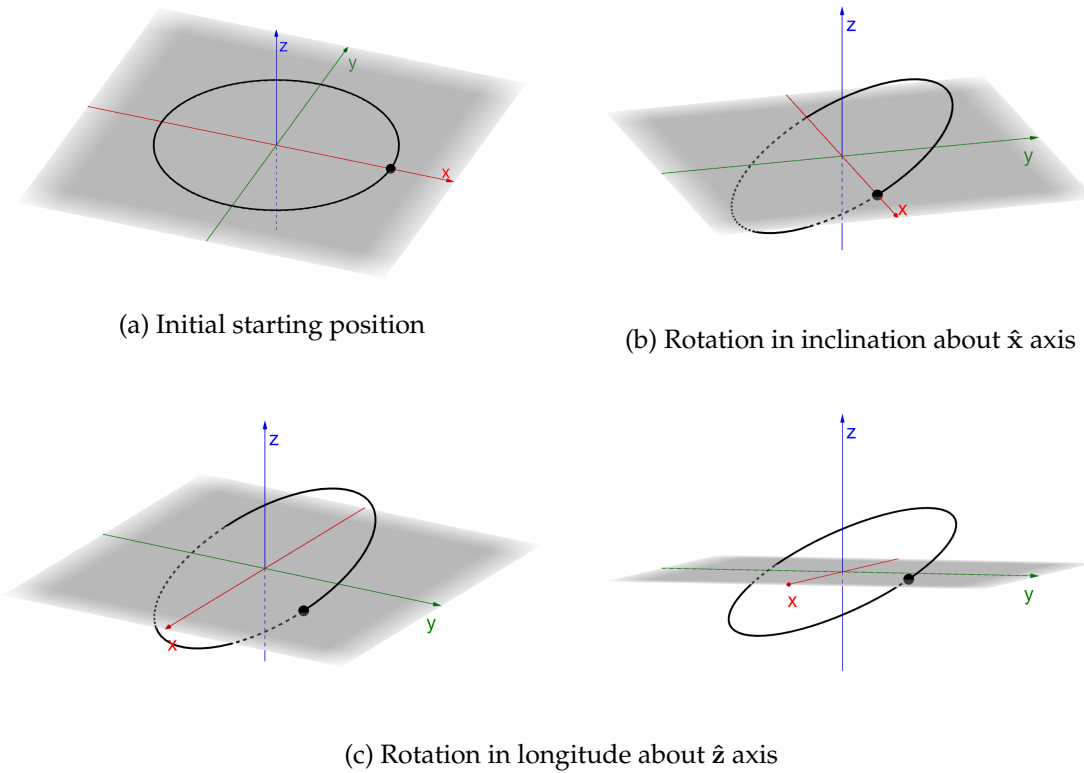 z
y
x
(a) Initial starting position
z
y
x
(b) Rotation in inclination about x̂ axis
z
x
y
z
x
y
(c) Rotation in longitude about ẑ axis